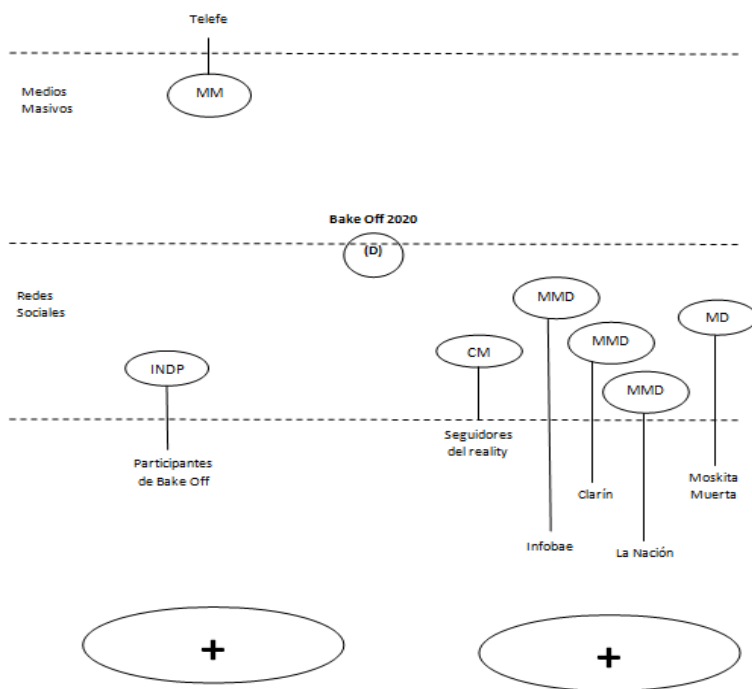 Telefe
Medios
Masivos
MM
Bake Off 2020
(D)
Redes
Sociales
MMD
MD
MMD
CM
INDP
MMD
Seguidores
del reality
Participantes
de Bake Off
Moskita
Muerta
Clarín
Infobae
La Nación
+
+